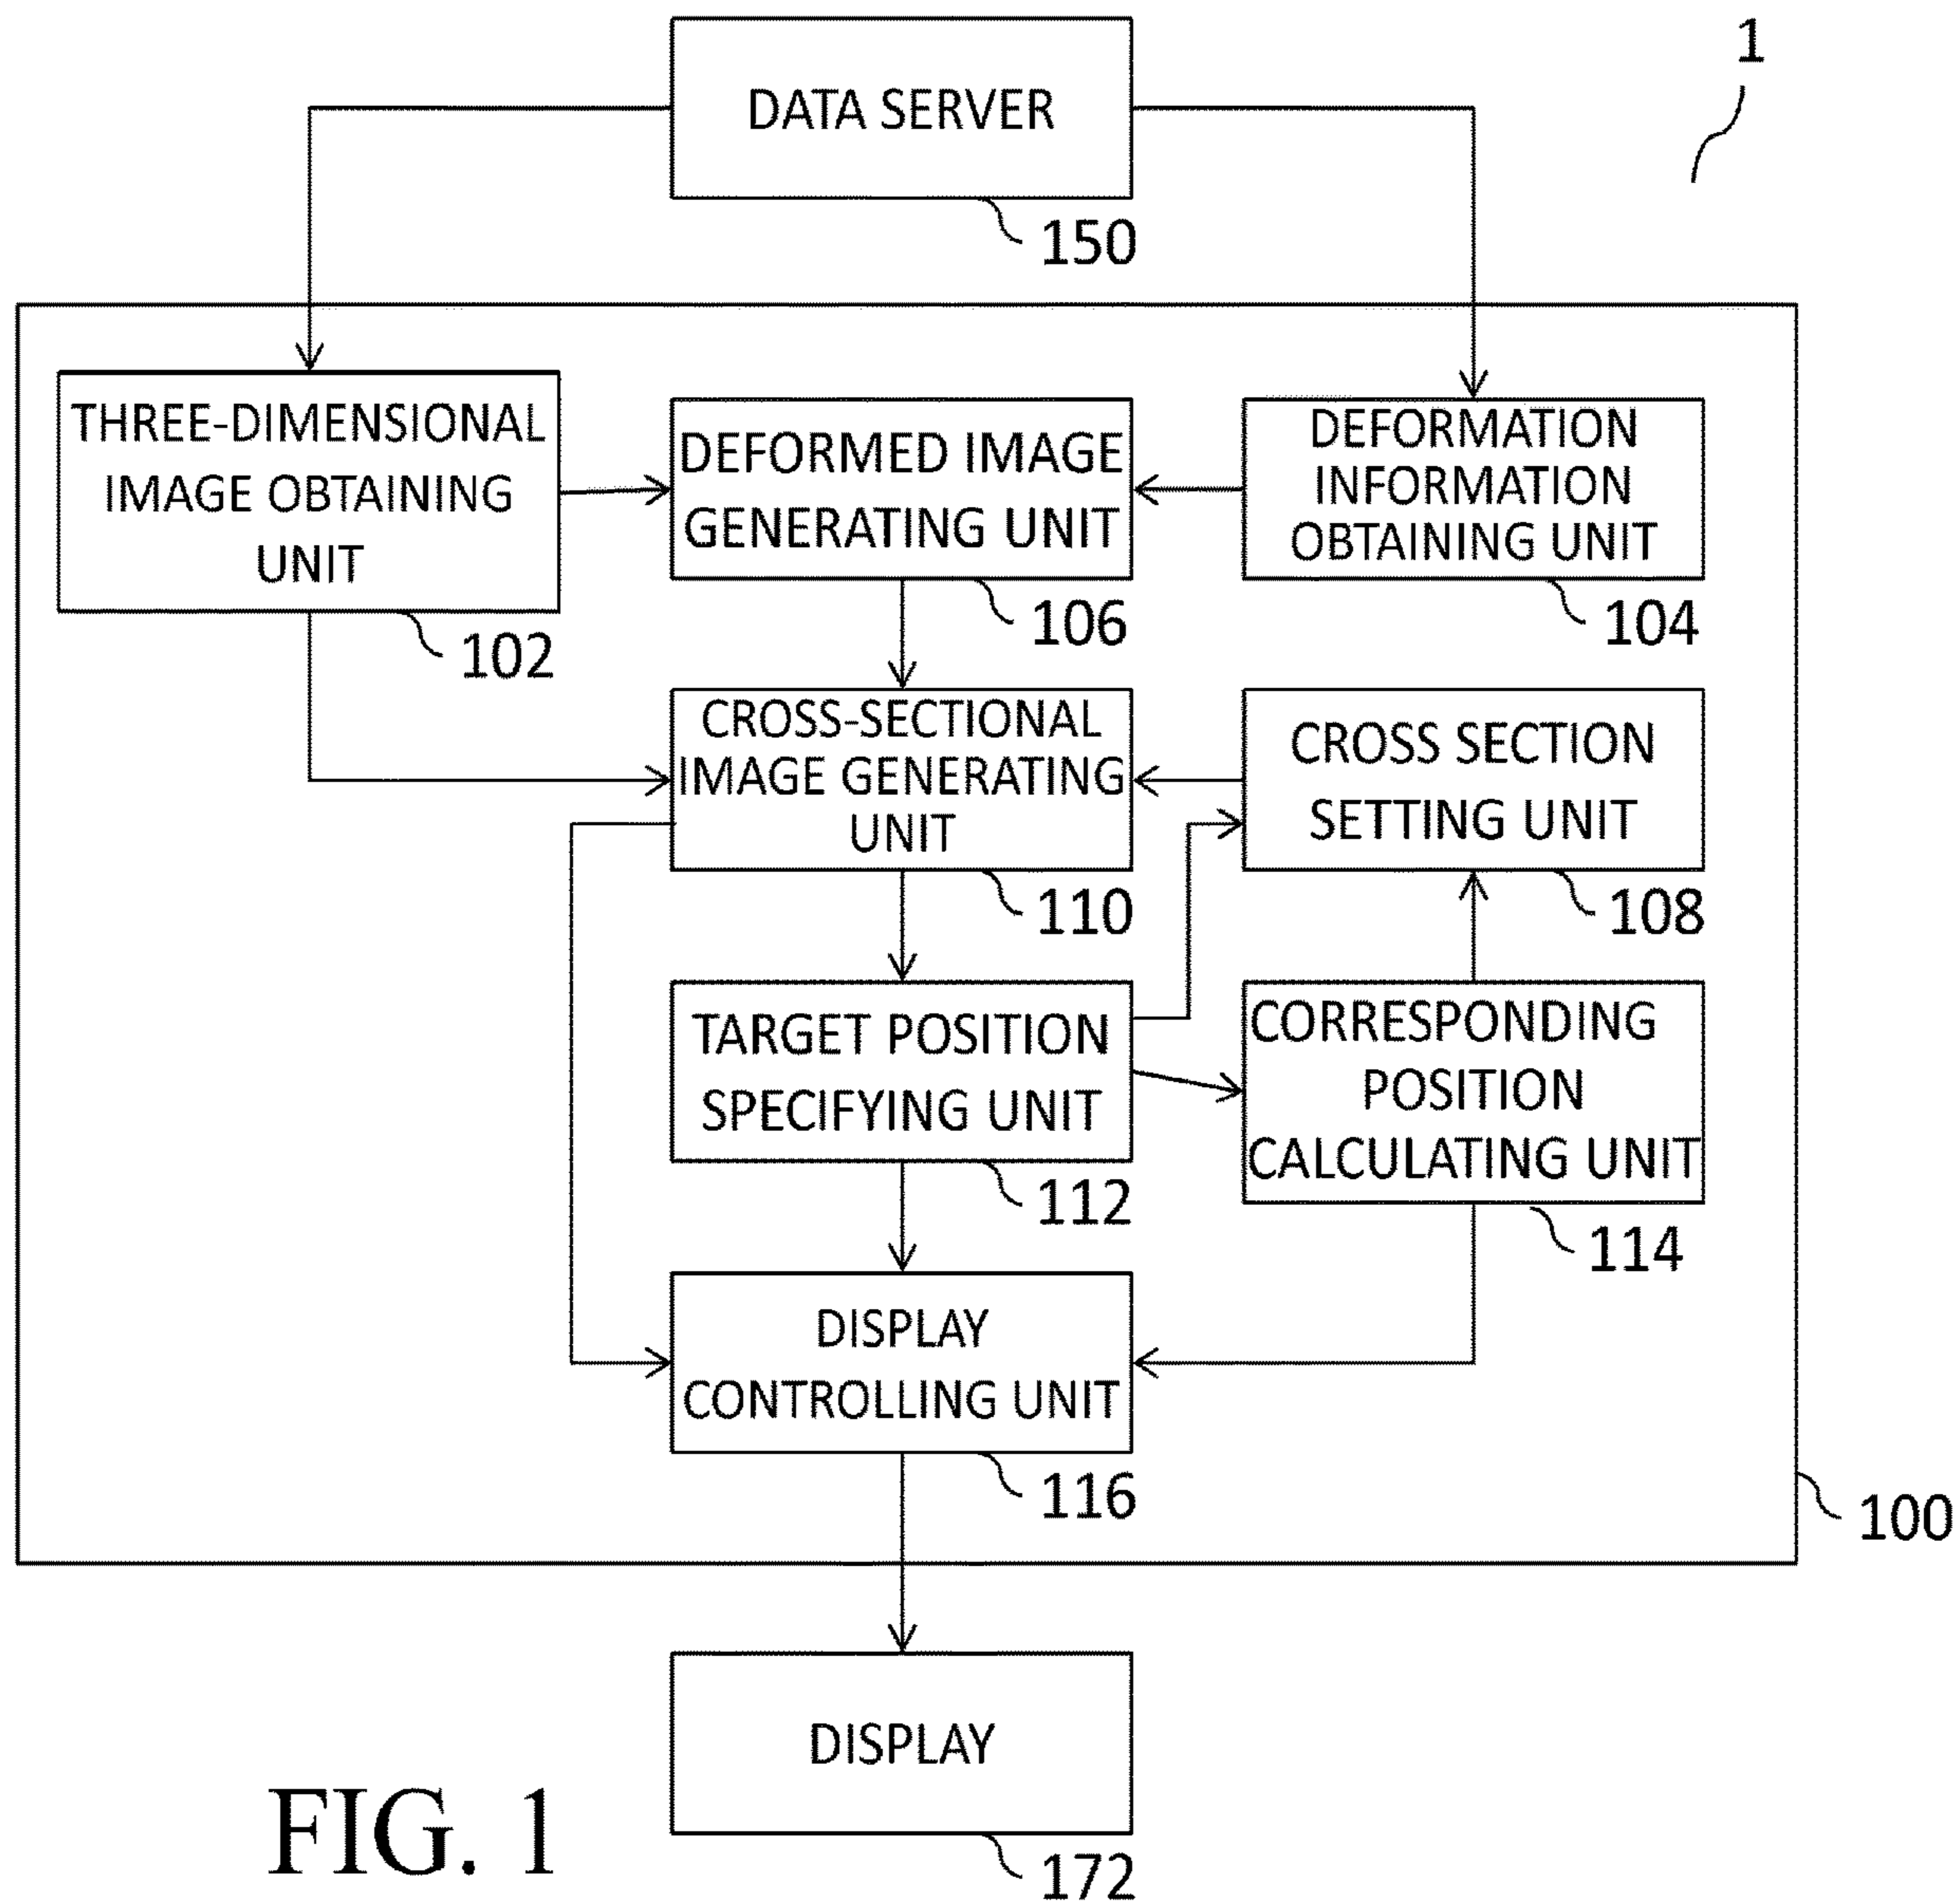 1
DATA SERVER
150
THREE-DIMENSIONAL
IMAGE OBTAINING
UNIT
102
DEFORMED IMAGE
GENERATING UNIT
106
DEFORMATION
INFORMATION
OBTAINING UNIT
104
CROSS-SECTIONAL
IMAGE GENERATING
UNIT
110
CROSS SECTION
SETTING UNIT
108
TARGET POSITION
SPECIFYING UNIT
112
CORRESPONDING
POSITION
CALCULATING UNIT
114
DISPLAY
CONTROLLING UNIT
116
100
DISPLAY
172
FIG. 1